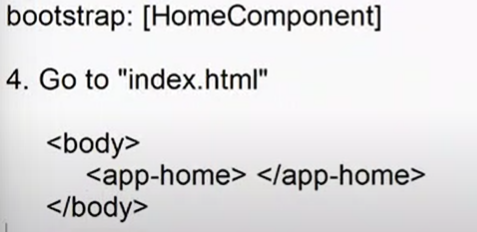 bootstrap: [HomeComponent]
4. Go to "index.html"
<body>
<app-home> </app-home>
</body>